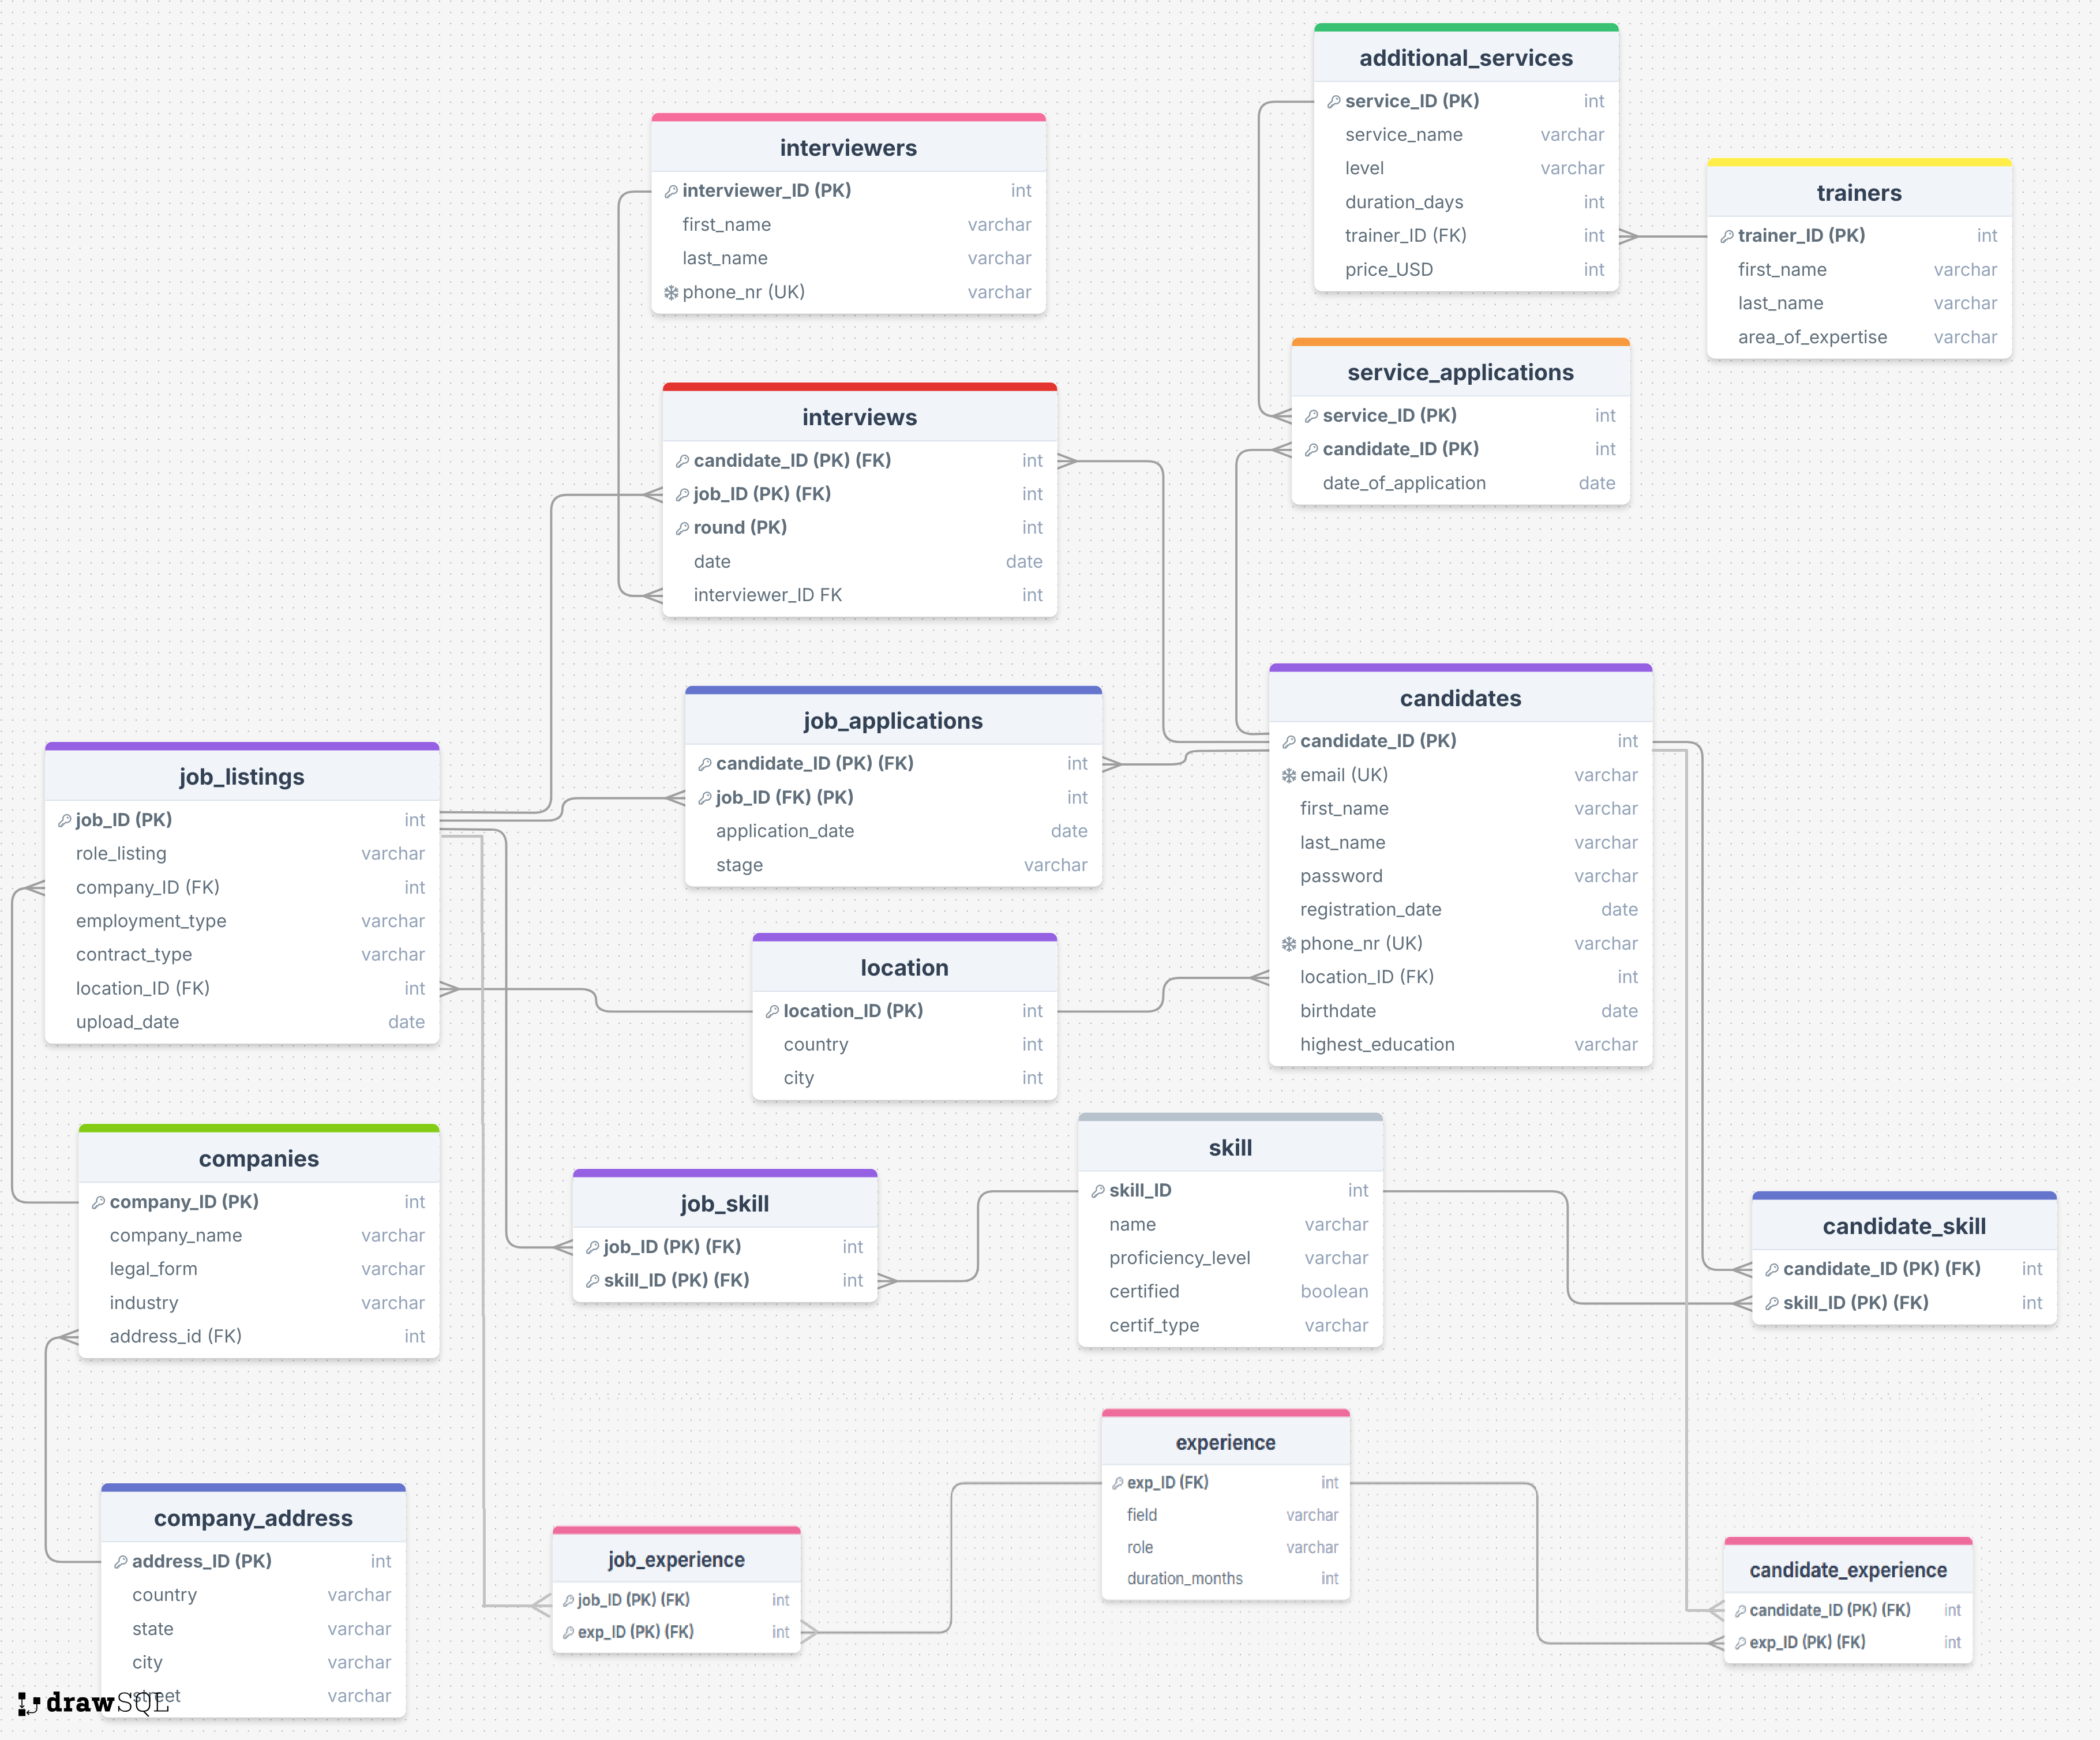 additional_services
service_ID (PK) int
service_name varchar
level varchar
duration_days int
trainer_ID (FK) int
price_USD int
interviewers
interviewer_ID (PK) int
first_name varchar
last_name varchar
phone_nr (UK) varchar
trainers
trainer_ID (PK) int
first_name varchar
last_name varchar
area_of_expertise varchar
service_applications
service_ID (PK) int
candidate_ID (PK) int
date_of_application date
interviews
candidate_ID (PK) (FK) int
job_ID (PK) (FK) int
round (PK) int
date date
interviewer_ID FK int
candidates
candidate_ID (PK) int
email (UK) varchar
first_name varchar
last_name varchar
password varchar
registration_date date
phone_nr (UK) varchar
location_ID (FK) int
birthdate date
highest_education varchar
job_applications
candidate_ID (PK) (FK) int
job_ID (FK) (PK) int
application_date date
stage varchar
job_listings
job_ID (PK) int
role_listing varchar
company_ID (FK) int
employment_type varchar
contract_type varchar
location_ID (FK) int
upload_date date
location
location_ID (PK) int
country int
city int
companies
company_ID (PK) int
company_name varchar
legal_form varchar
industry varchar
address_id (FK) int
job_skill
job_ID (PK) (FK) int
skill_ID (PK) (FK) int
skill
skill_ID int
name varchar
proficiency_level varchar
certified boolean
certif_type varchar
candidate_skill
candidate_ID (PK) (FK) int
skill_ID (PK) (FK) int
experience
exp_ID (FK) int
field varchar
role varchar
duration_months int
company_address
address_ID (PK) int
country varchar
state varchar
city varchar
street varchar
job_experience
job_ID (PK) (FK) int
exp_ID (PK) (FK) int
candidate_experience
candidate_ID (PK) (FK) int
exp_ID (PK) (FK) int
drawSQL